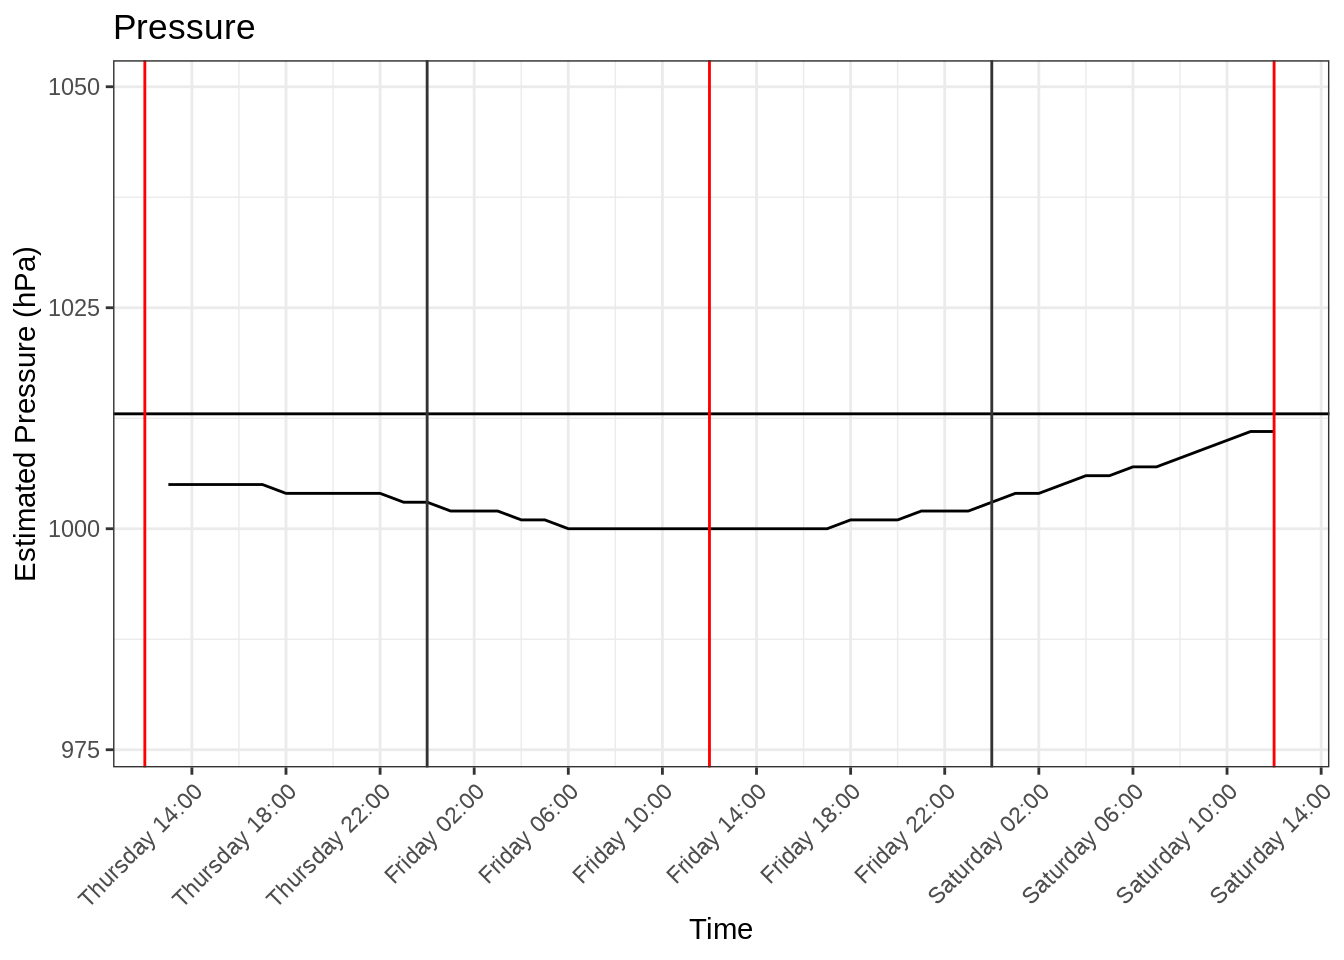 Pressure
Estimated Pressure (hPa)
1050
1025
1000
975
Thursday 14:00
Thursday 18:00
Thursday 22:00
Friday 02:00
Friday 06:00
Friday 10:00
Friday 14:00
Friday 18:00
Friday 22:00
Saturday 02:00
Saturday 06:00
Saturday 10:00
Saturday 14:00
Time